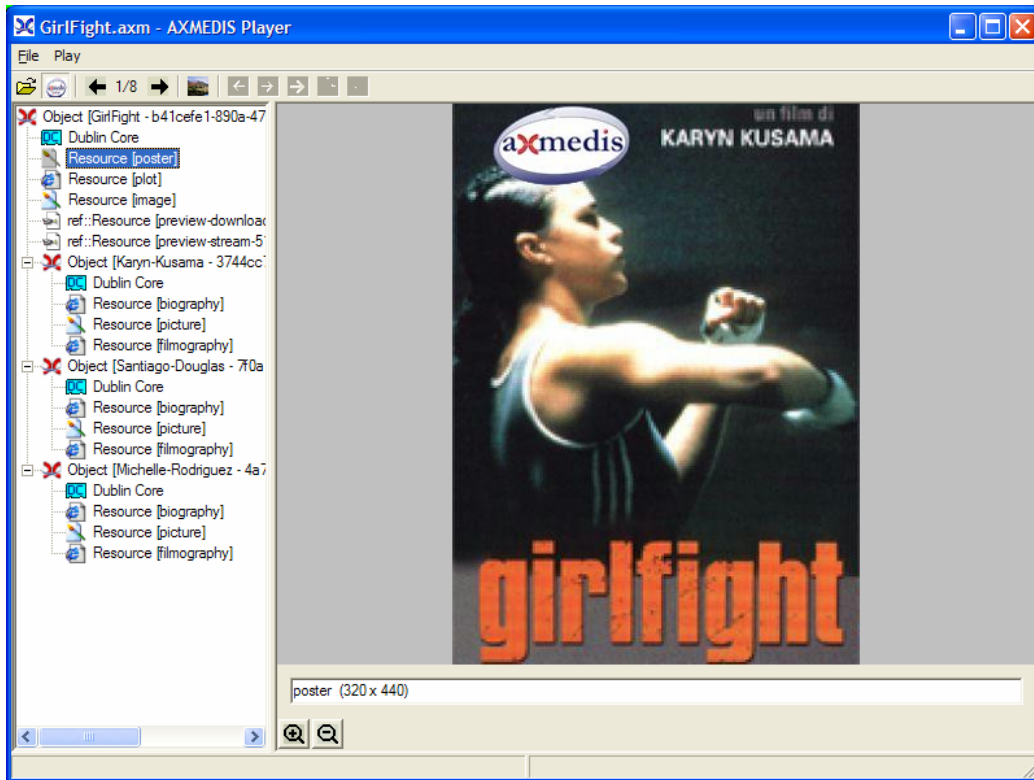 GirlFight.axm - AXMEDIS Player
File Play
1/8
Object [GirlFight - b41cefe1-890a-47
Dublin Core
Resource [poster]
Resource [plot]
Resource [image]
ref::Resource [preview-download
ref::Resource [preview-stream-5
Object [Karyn-Kusama - 3744cc
Dublin Core
Resource [biography]
Resource [picture]
Resource [filmography]
Object [Santiago-Douglas - 7f0a
Dublin Core
Resource [biography]
Resource [picture]
Resource [filmography]
Object [Michelle-Rodriguez - 4a7
Dublin Core
Resource [biography]
Resource [picture]
Resource [filmography]
un film di
KARYN KUSAMA
axmedis
girlfight
poster (320 x 440)